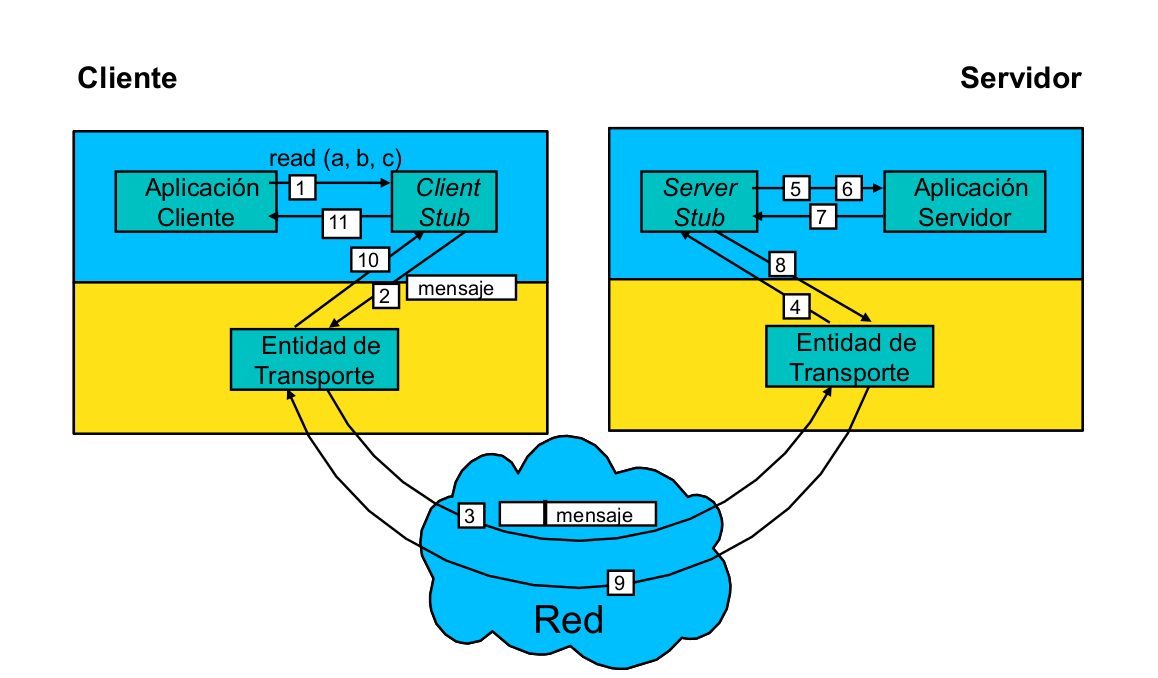 Cliente
Servidor
read (a, b, c)
Aplicación
Cliente
1
11
Client
Stub
Server
Stub
5
6
7
Aplicación
Servidor
10
2
mensaje
8
4
Entidad de
Transporte
Entidad de
Transporte
3
mensaje
9
Red